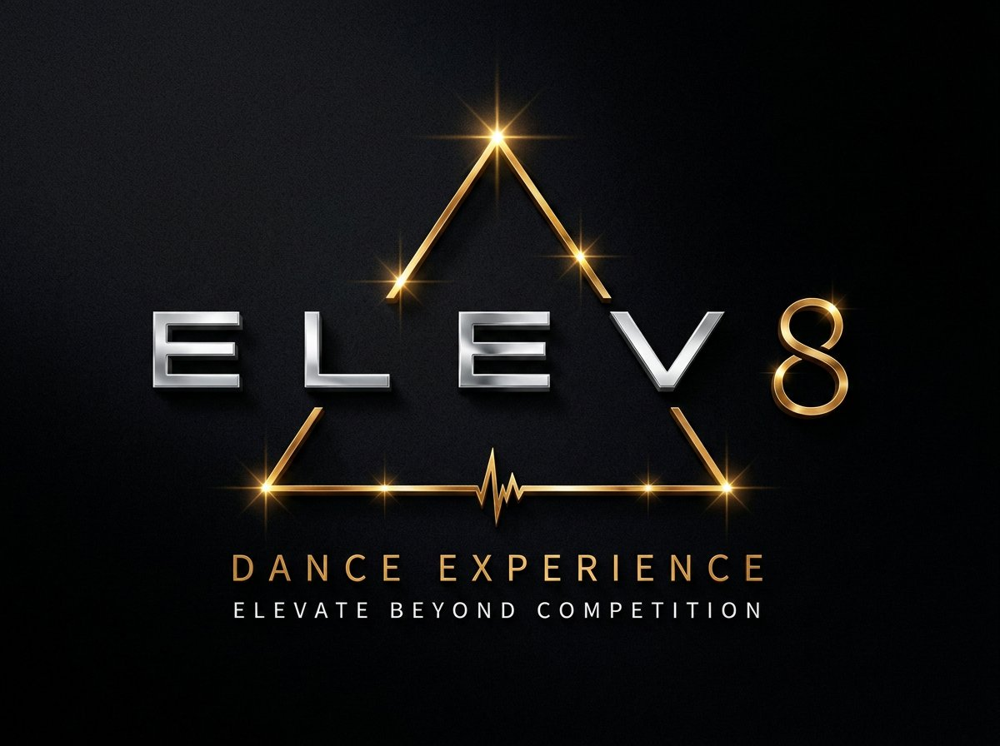 ELEV8
DANCE EXPERIENCE
ELEVATE BEYOND COMPETITION